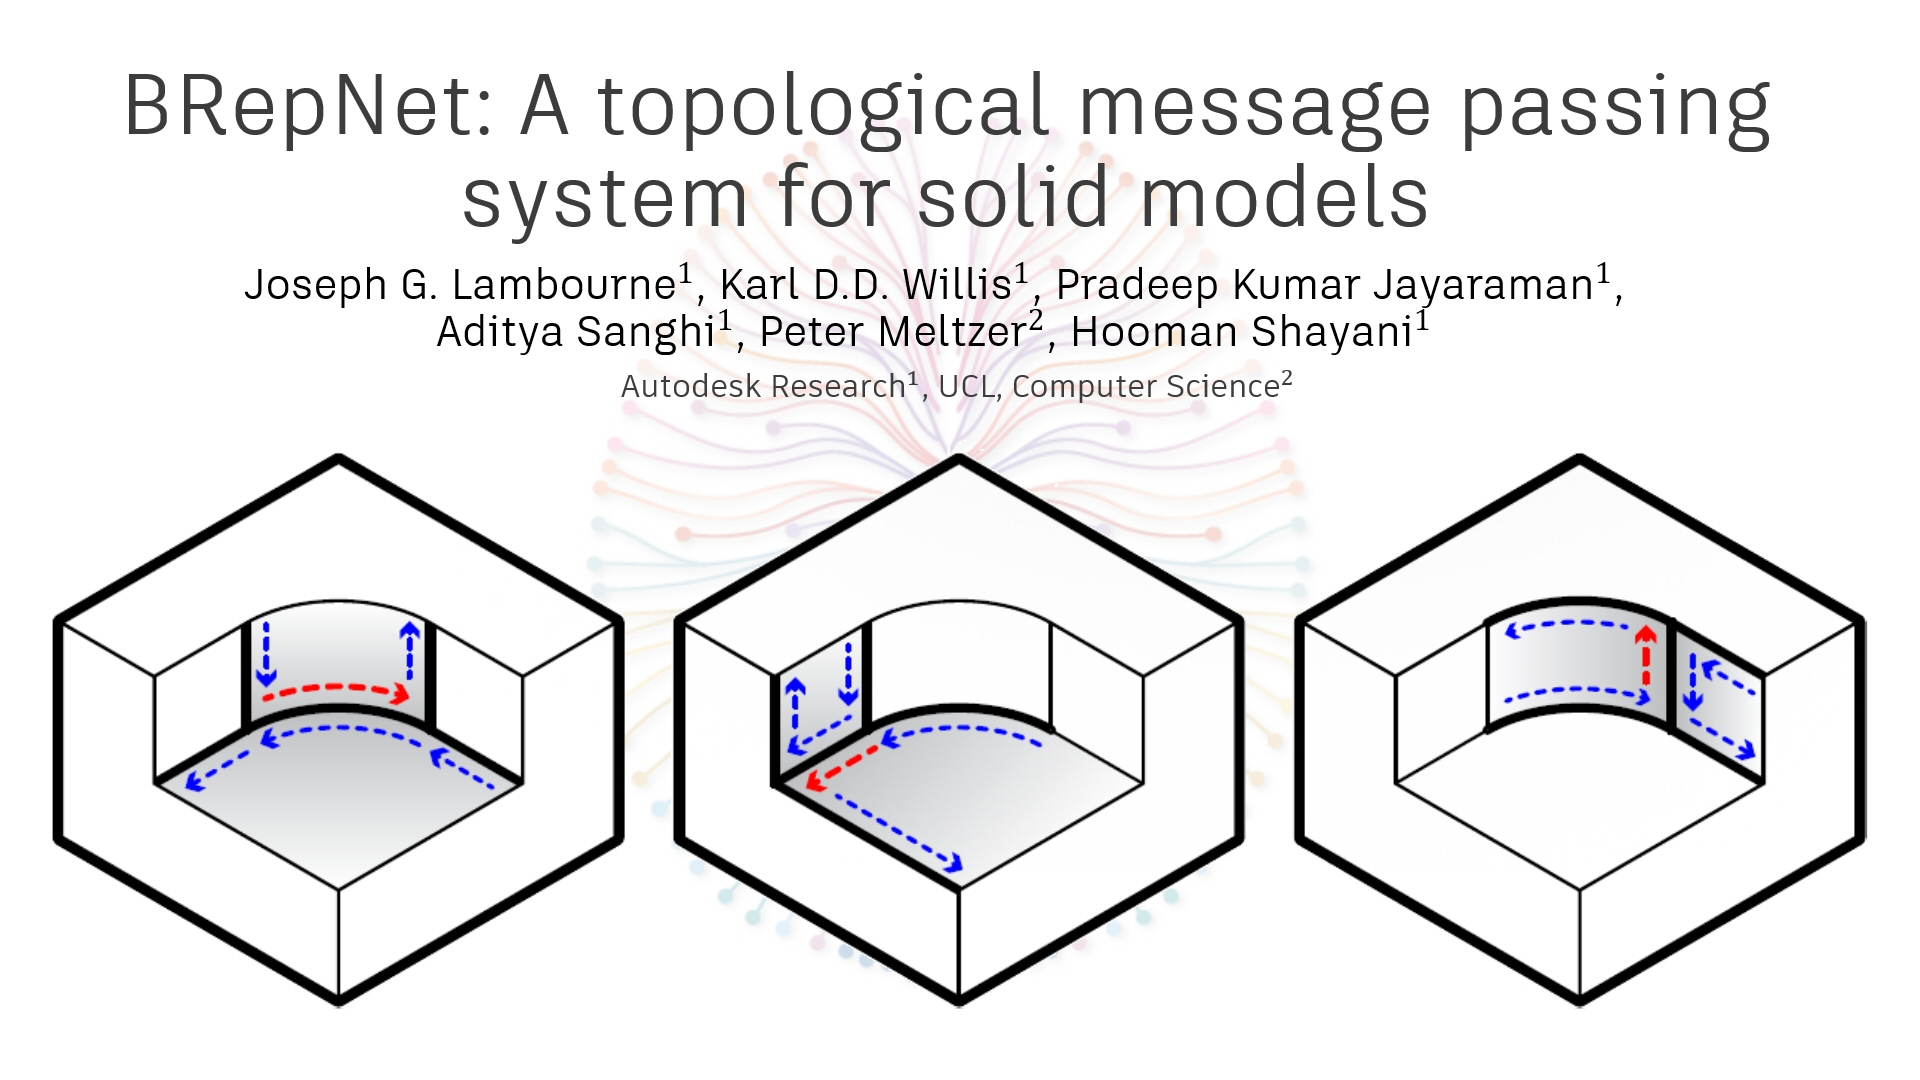 BRepNet: A topological message passing
system for solid models
Joseph G. Lambourne¹, Karl D.D. Willis¹, Pradeep Kumar Jayaraman¹,
Aditya Sanghi¹, Peter Meltzer², Hooman Shayani¹
Autodesk Research¹, UCL, Computer Science²